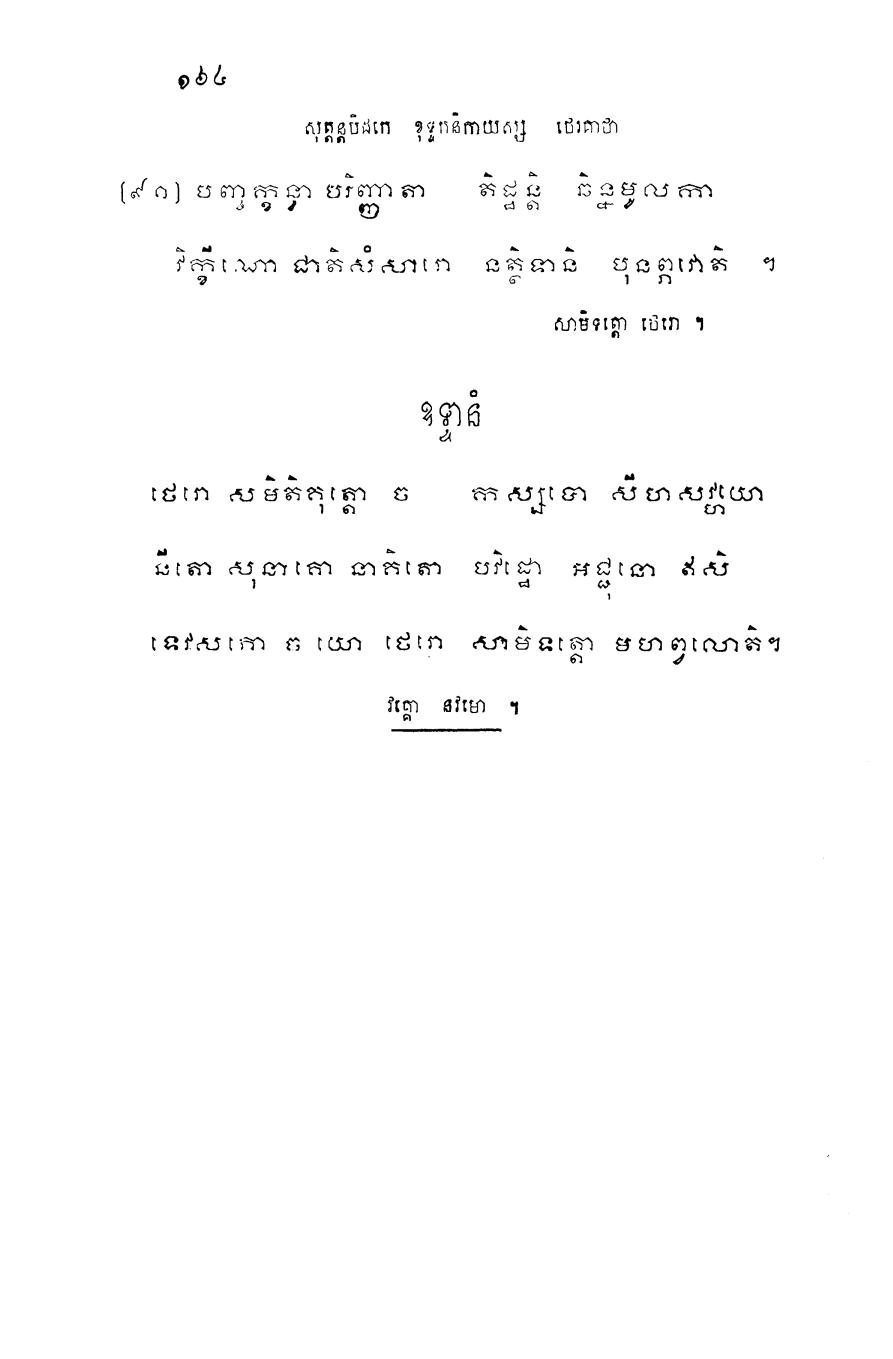 ១៦៤
សុត្តន្តបិដកេ ខុទ្ទកនិកាយស្ស ថេរគាថា
(៩០) បញ្ចក្ខន្ធា បរិញ្ញាតា តិដ្ឋន្តិ ឆិន្នមូលកា
វិក្ខីណោ ជាតិសំសារោ នត្ថិទានិ បុនព្ភវោតិ ។
សាមិទត្តោ ថេរោ ។
ឧទ្ទានំ
ថេរោ សមិតិគុត្តោ ច កស្សបោ សីហសវ្ហយោ
នីតោ សុនាគោ នាគិតោ បវិដ្ឋោ អជ្ជុនោ ឥសិ
ទេវសភោ ច យោ ថេរោ សាមិទត្តោ មហព្វលោតិ។
វគ្គោ នវមោ ។